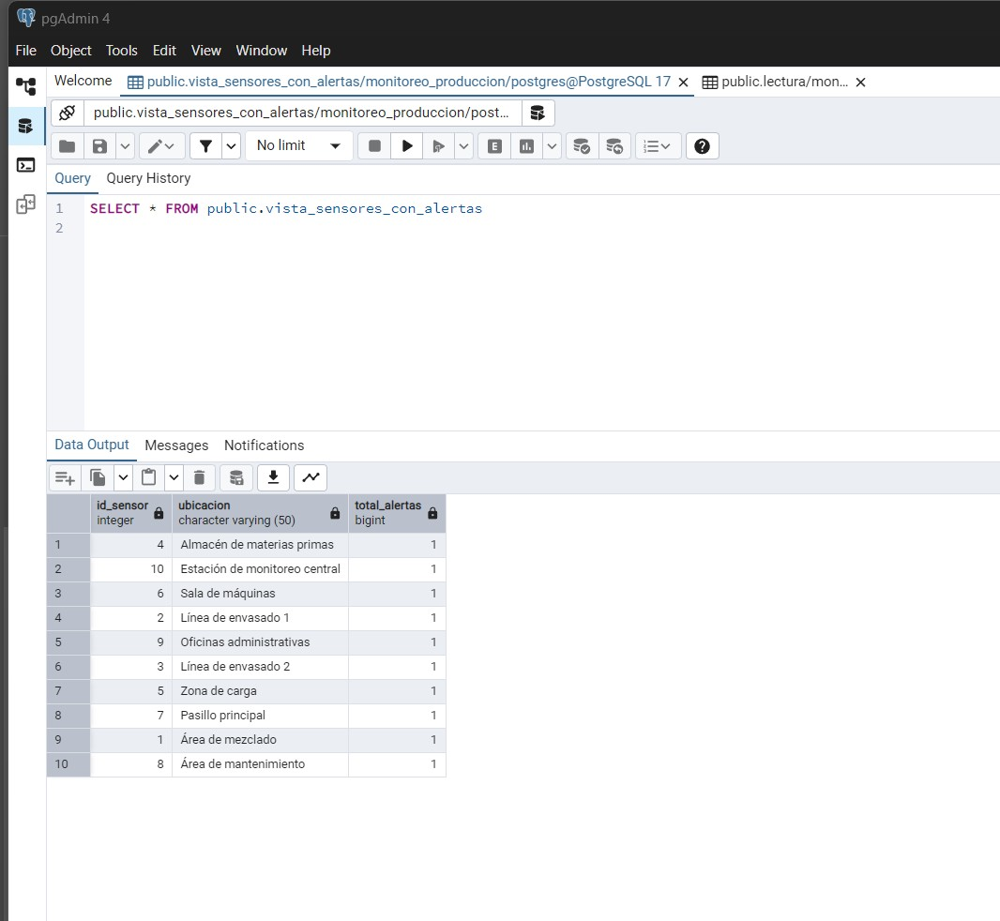 pgAdmin 4
File Object Tools Edit View Window Help
Welcome public.vista_sensores_con_alertas/monitoreo_produccion/postgres@PostgreSQL 17 public.lectura/mon...
public.vista_sensores_con_alertas/monitoreo_produccion/post...
No limit E
Query Query History
1 SELECT * FROM public.vista_sensores_con_alertas
2
Data Output Messages Notifications
id_sensor ubicacion total_alertas
integer character varying (50) bigint
1 4 Almacén de materias primas 1
2 10 Estación de monitoreo central 1
3 6 Sala de máquinas 1
4 2 Línea de envasado 1 1
5 9 Oficinas administrativas 1
6 3 Línea de envasado 2 1
7 5 Zona de carga 1
8 7 Pasillo principal 1
9 1 Área de mezclado 1
10 8 Área de mantenimiento 1